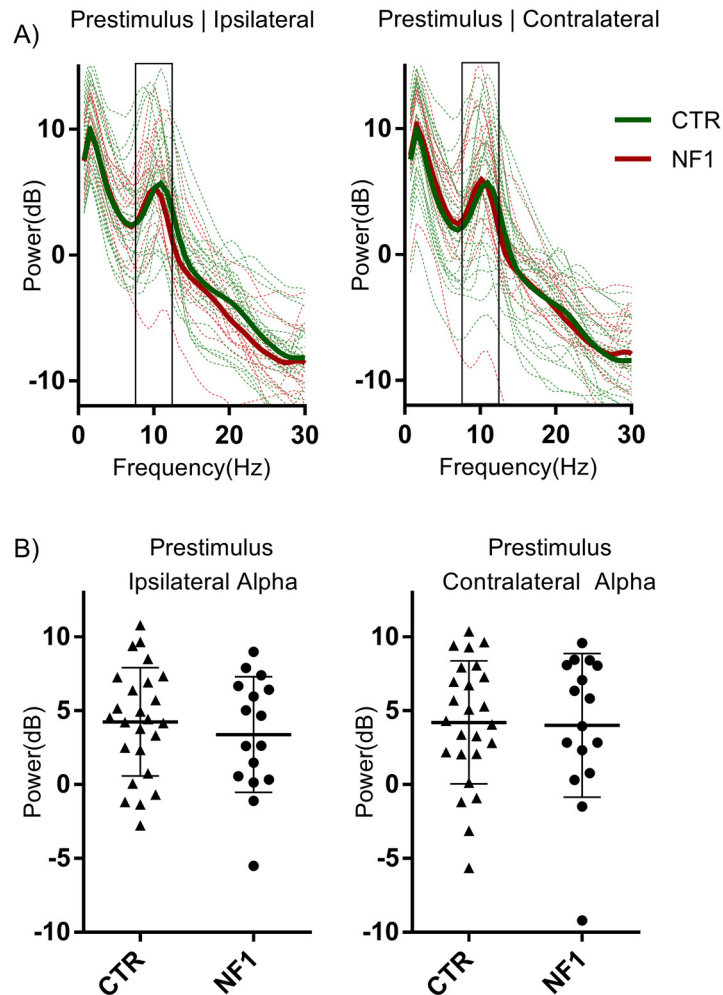 A)
Prestimulus | Ipsilateral
Prestimulus | Contralateral
CTR
NF1
Power(dB)
10
0
-10
0 10 20 30
Frequency(Hz)
Power(dB)
10
0
-10
0 10 20 30
Frequency(Hz)
B)
Prestimulus
Ipsilateral Alpha
Power(dB)
10
5
0
-5
-10
CTR
NF1
Prestimulus
Contralateral Alpha
Power(dB)
10
5
0
-5
-10
CTR
NF1